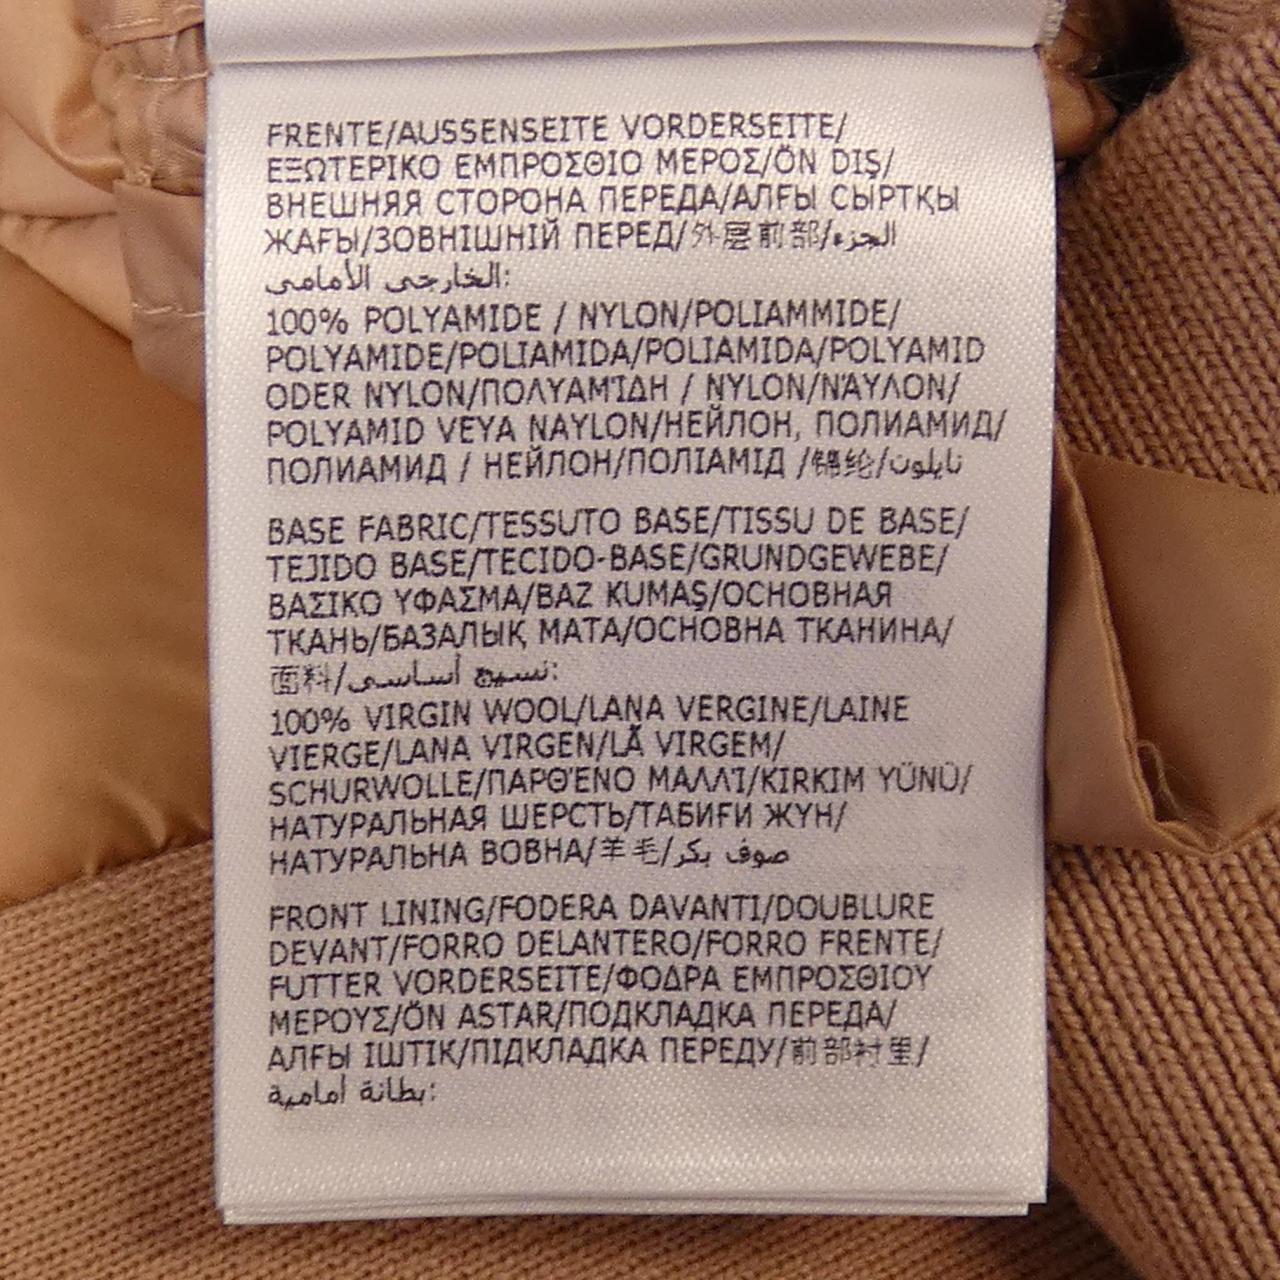 FRENTE/AUSSENSEITE VORDERSEITE/
ΕΞΩΤΕΡΙΚΟ ΕΜΠΡΟΣΘΙΟ ΜΕΡΟΣ/ÖN DIŞ/
ВНЕШНЯЯ СТОРОНА ПЕРЕДА/АЛҒЫ СЫРТҚЫ
ЖАҒЫ/ЗОВНІШНІЙ ПЕРЕД/外层前部/الجزء
الخارجي الأمامي:
100% POLYAMIDE / NYLON/POLIAMMIDE/
POLYAMIDE/POLIAMIDA/POLIAMIDA/POLYAMID
ODER NYLON/ΠΟΛΥΑΜΊΔΗ / NYLON/ΝΆΥΛΟΝ/
POLYAMID VEYA NAYLON/НЕЙЛОН, ПОЛИАМИД/
ПОЛИАМИД / НЕЙЛОН/ПОЛІАМІД /锦纶/نايلون
BASE FABRIC/TESSUTO BASE/TISSU DE BASE/
TEJIDO BASE/TECIDO-BASE/GRUNDGEWEBE/
ΒΑΣΙΚΟ ΥΦΑΣΜΑ/BAZ KUMAŞ/ОСНОВНАЯ
ТКАНЬ/БАЗАЛЫҚ МАТА/ОСНОВНА ТКАНИНА/
面料/نسيج أساسي:
100% VIRGIN WOOL/LANA VERGINE/LAINE
VIERGE/LANA VIRGEN/LÃ VIRGEM/
SCHURWOLLE/ΠΑΡΘΈΝΟ ΜΑΛΛΊ/KIRKIM YÜNÜ/
НАТУРАЛЬНАЯ ШЕРСТЬ/ТАБИҒИ ЖҮН/
НАТУРАЛЬНА ВОВНА/羊毛/صوف بكر
FRONT LINING/FODERA DAVANTI/DOUBLURE
DEVANT/FORRO DELANTERO/FORRO FRENTE/
FUTTER VORDERSEITE/ΦΟΔΡΑ ΕΜΠΡΟΣΘΙΟΥ
ΜΕΡΟΥΣ/ÖN ASTAR/ПОДКЛАДКА ПЕРЕДА/
АЛҒЫ ІШТІК/ПІДКЛАДКА ПЕРЕДУ/前部衬里/
بطانة أمامية: